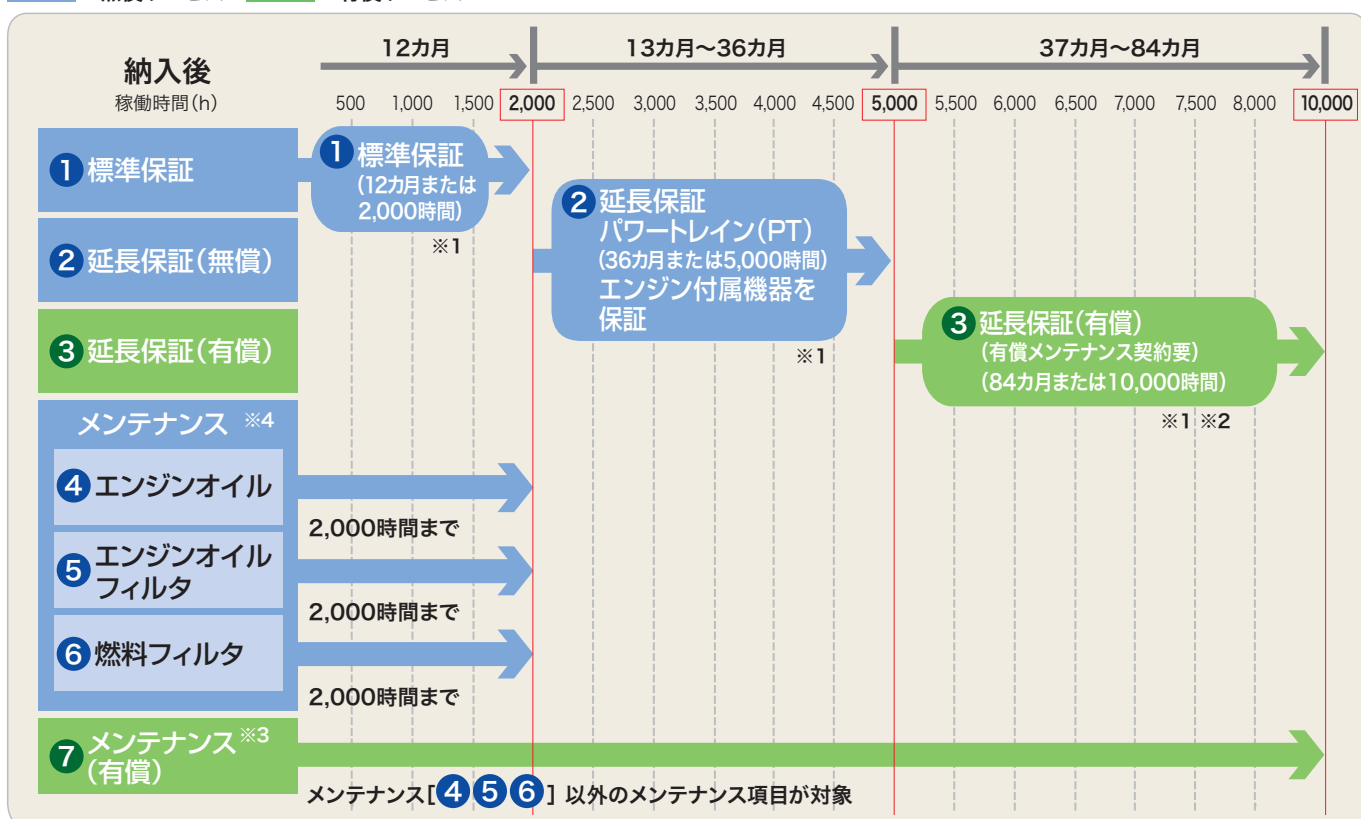 12カ月 13カ月～36カ月 37カ月～84カ月
納入後
稼働時間(h) 500 1,000 1,500 2,000 2,500 3,000 3,500 4,000 4,500 5,000 5,500 6,000 6,500 7,000 7,500 8,000 10,000
1 標準保証
1 標準保証
(12カ月または
2,000時間)
※1
2 延長保証(無償)
2 延長保証
パワートレイン(PT)
(36カ月または5,000時間)
エンジン付属機器を
保証
※1
3 延長保証(有償)
3 延長保証(有償)
(有償メンテナンス契約要)
(84カ月または10,000時間)
※1 ※2
メンテナンス ※4
4 エンジンオイル
2,000時間まで
5 エンジンオイル
フィルタ
2,000時間まで
6 燃料フィルタ
2,000時間まで
7 メンテナンス※3
(有償)
メンテナンス[4 5 6] 以外のメンテナンス項目が対象